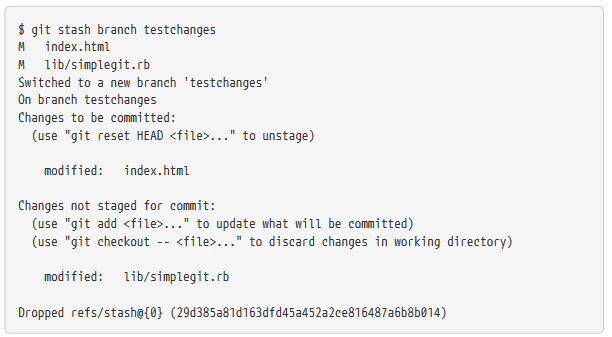 $ git stash branch testchanges
M   index.html
M   lib/simplegit.rb
Switched to a new branch 'testchanges'
On branch testchanges
Changes to be committed:
  (use "git reset HEAD <file>..." to unstage)

    modified:   index.html

Changes not staged for commit:
  (use "git add <file>..." to update what will be committed)
  (use "git checkout -- <file>..." to discard changes in working directory)

    modified:   lib/simplegit.rb

Dropped refs/stash@{0} (29d385a81d163dfd45a452a2ce816487a6b8b014)